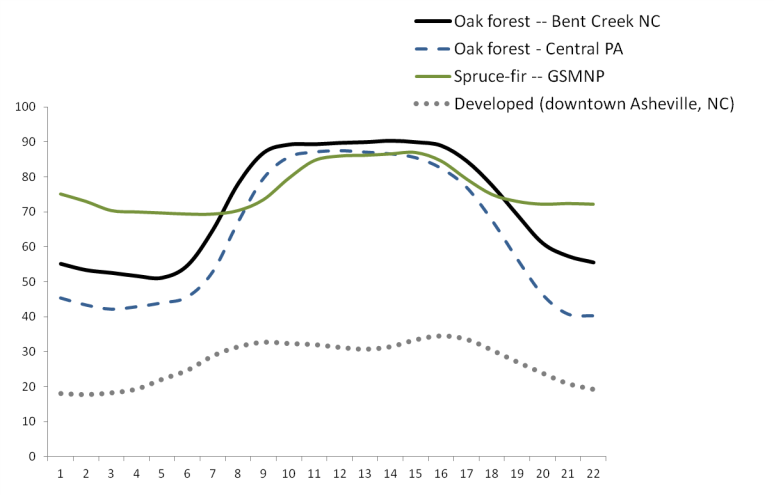 Oak forest -- Bent Creek NC
Oak forest - Central PA
Spruce-fir -- GSMNP
Developed (downtown Asheville, NC)
100
90
80
70
60
50
40
30
20
10
0
1 2 3 4 5 6 7 8 9 10 11 12 13 14 15 16 17 18 19 20 21 22